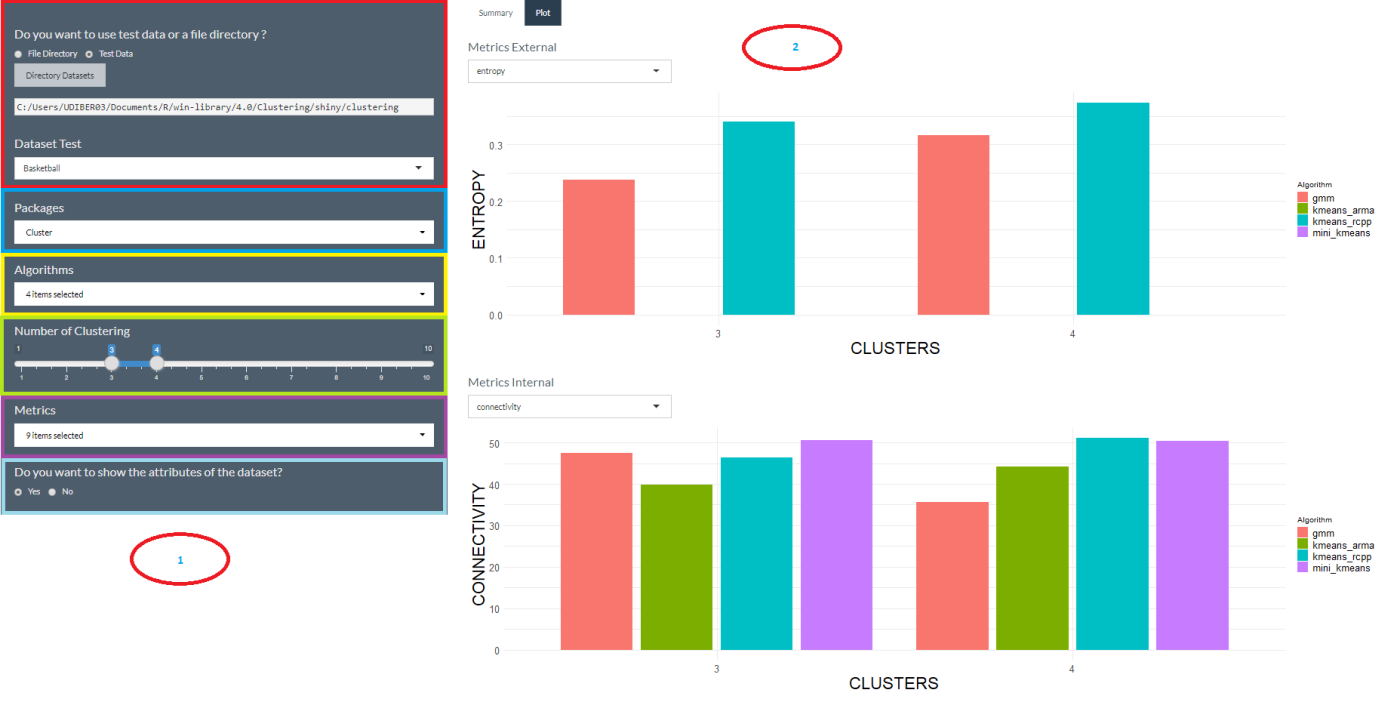 Do you want to use test data or a file directory ?
File Directory Test Data
Directory Datasets
C:/Users/UDIBER03/Documents/R/win-library/4.0/Clustering/shiny/clustering
Dataset Test
Basketball
Packages
Cluster
Algorithms
4 items selected
Number of Clustering
1 3 4 10
1 2 3 4 5 6 7 8 9 10
Metrics
9 items selected
Do you want to show the attributes of the dataset?
Yes No
1
Summary Plot
2
Metrics External
entropy
ENTROPY
0.3
0.2
0.1
0.0
3 4
CLUSTERS
Algorithm
gmm
kmeans_arma
kmeans_rcpp
mini_kmeans
Metrics Internal
connectivity
CONNECTIVITY
50
40
30
20
10
0
3 4
CLUSTERS
Algorithm
gmm
kmeans_arma
kmeans_rcpp
mini_kmeans